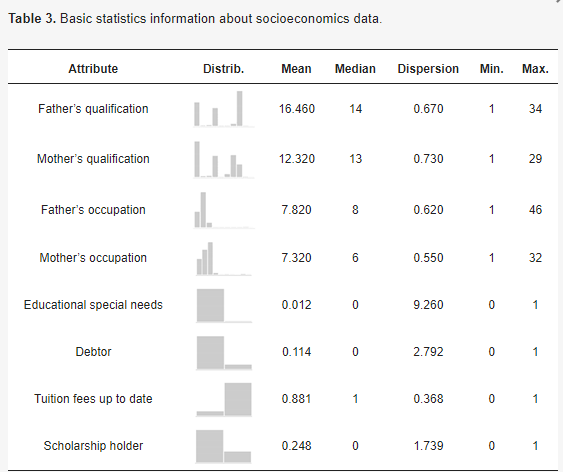 Table 3. Basic statistics information about socioeconomics data.
Attribute Distrib. Mean Median Dispersion Min. Max.
Father’s qualification 16.460 14 0.670 1 34
Mother’s qualification 12.320 13 0.730 1 29
Father’s occupation 7.820 8 0.620 1 46
Mother’s occupation 7.320 6 0.550 1 32
Educational special needs 0.012 0 9.260 0 1
Debtor 0.114 0 2.792 0 1
Tuition fees up to date 0.881 1 0.368 0 1
Scholarship holder 0.248 0 1.739 0 1